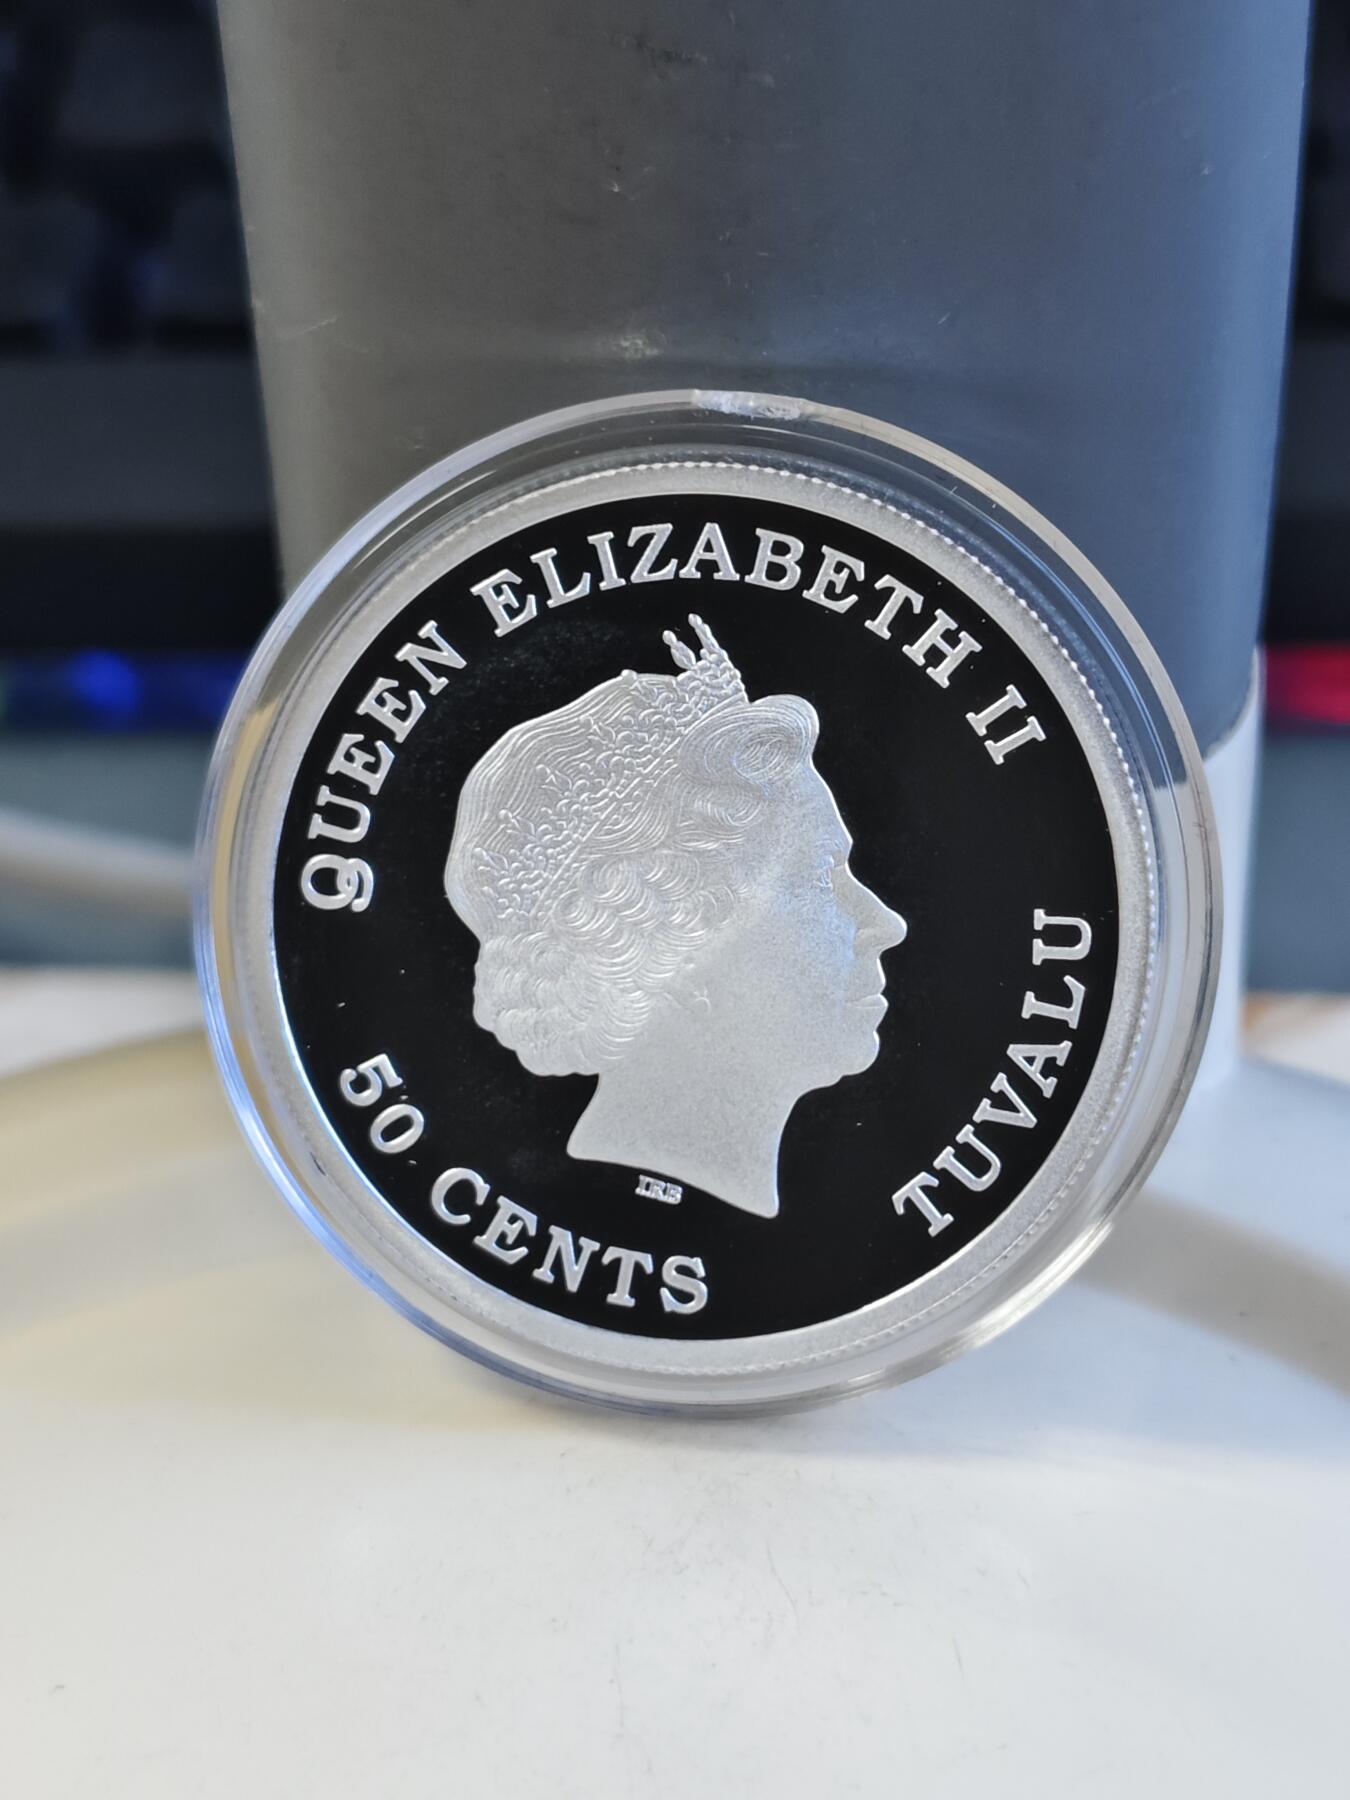 QUEEN ELIZABETH II
TUVALU
50 CENTS
IRB